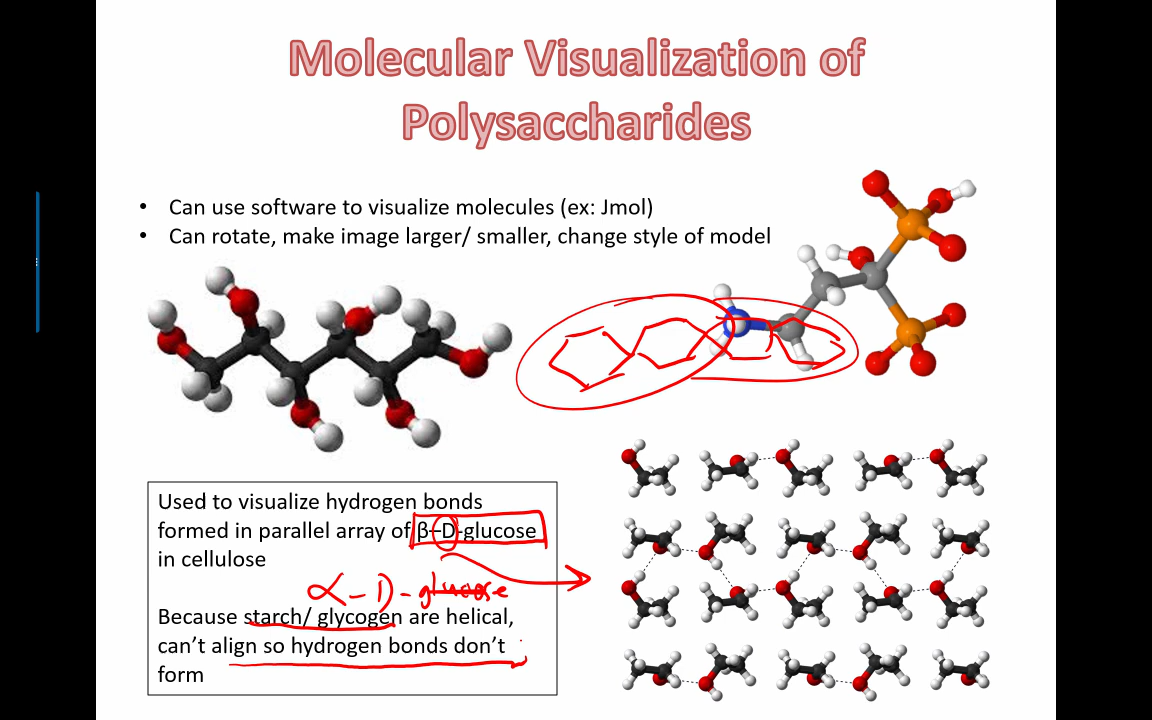 Molecular Visualization of
Polysaccharides
• Can use software to visualize molecules (ex: Jmol)
• Can rotate, make image larger/ smaller, change style of model
Used to visualize hydrogen bonds
formed in parallel array of β–D-glucose
in cellulose
α-D-glucose
Because starch/ glycogen are helical,
can't align so hydrogen bonds don't
form